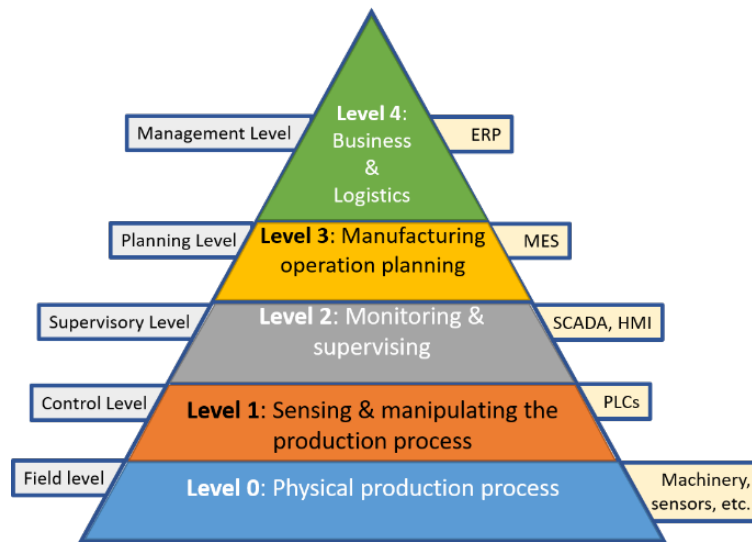 Level 4:
Business
&
Logistics
Management Level
ERP
Level 3: Manufacturing
operation planning
Planning Level
MES
Level 2: Monitoring &
supervising
Supervisory Level
SCADA, HMI
Level 1: Sensing & manipulating the
production process
Control Level
PLCs
Level 0: Physical production process
Field level
Machinery,
sensors, etc.